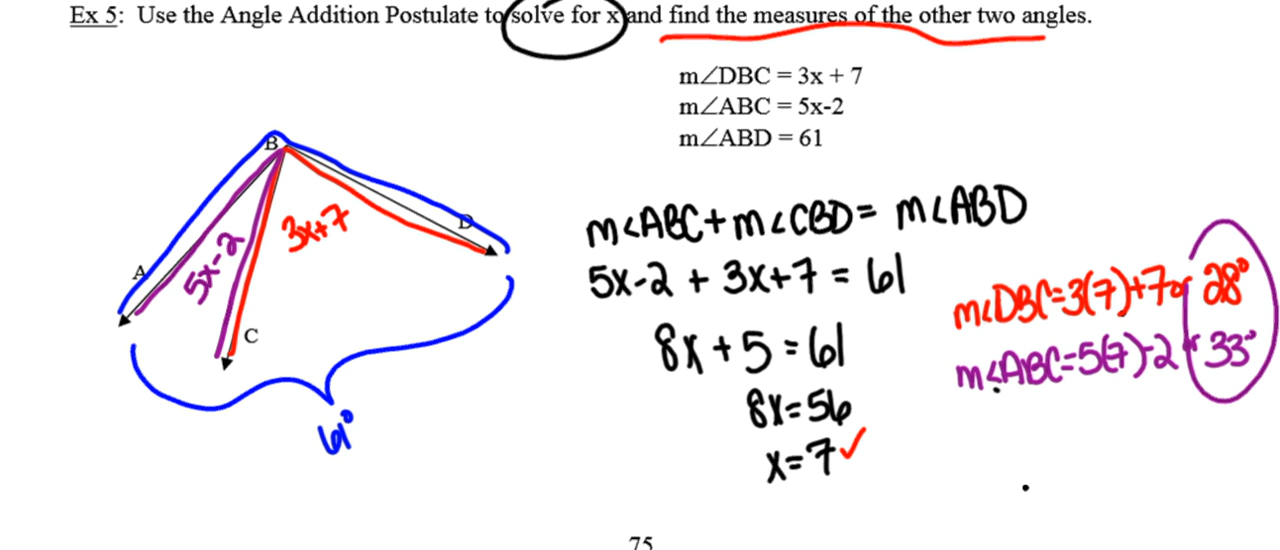 Ex 5: Use the Angle Addition Postulate to solve for x and find the measures of the other two angles.
m∠DBC = 3x + 7
m∠ABC = 5x-2
m∠ABD = 61
B
D
A
C
5x-2
3x+7
61°
m∠ABC+m∠CBD= m∠ABD
5x-2 + 3x+7 = 61
8x + 5 = 61
8x=56
x=7✓
m∠DBC=3(7)+7 or 28°
m∠ABC=5(7)-2 or 33°
75